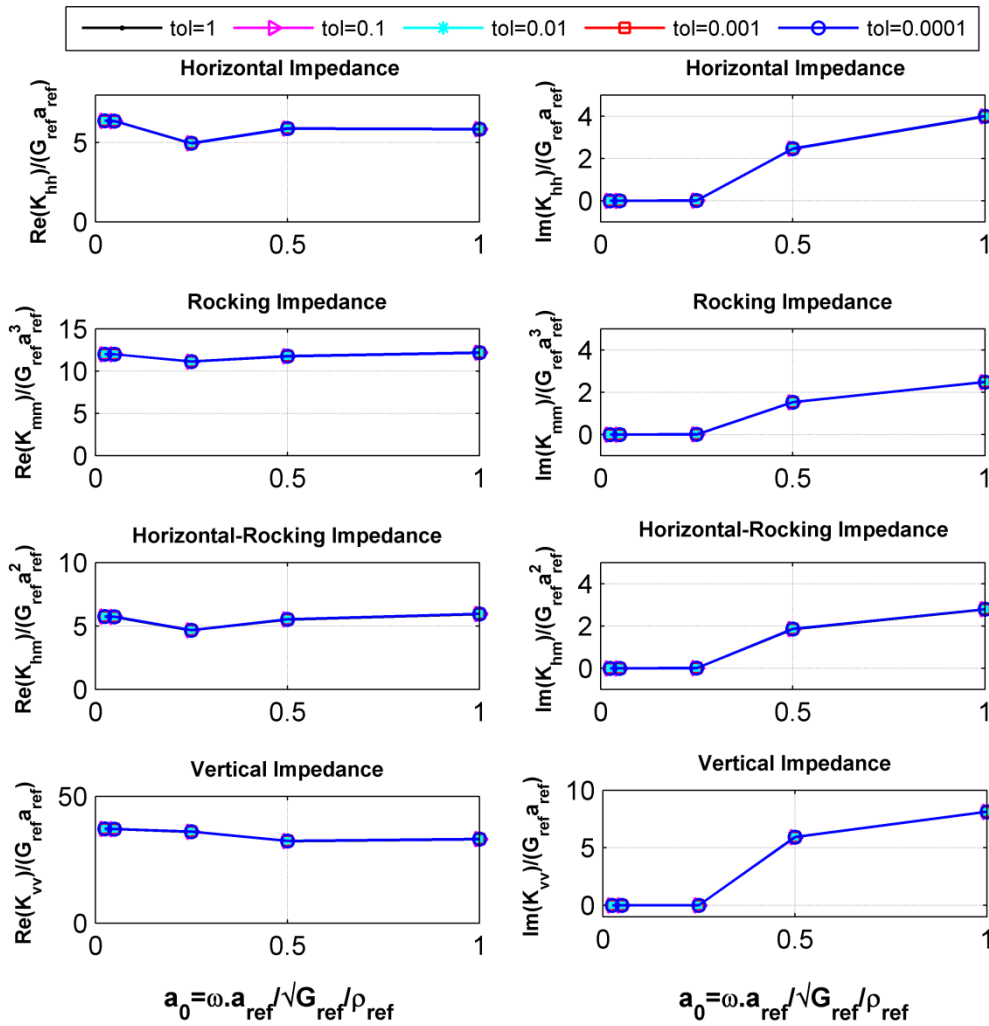 tol=1 tol=0.1 tol=0.01 tol=0.001 tol=0.0001
Horizontal Impedance
Re(K_hh)/(G_ref a_ref)
5
0
0 0.5 1
Horizontal Impedance
Im(K_hh)/(G_ref a_ref)
4
2
0
0 0.5 1
Rocking Impedance
Re(K_mm)/(G_ref a^3_ref)
15
10
5
0
0 0.5 1
Rocking Impedance
Im(K_mm)/(G_ref a^3_ref)
4
2
0
0 0.5 1
Horizontal-Rocking Impedance
Re(K_hm)/(G_ref a^2_ref)
10
5
0
0 0.5 1
Horizontal-Rocking Impedance
Im(K_hm)/(G_ref a^2_ref)
4
2
0
0 0.5 1
Vertical Impedance
Re(K_vv)/(G_ref a_ref)
50
0
0 0.5 1
a_0=ω.a_ref/√G_ref/ρ_ref
Vertical Impedance
Im(K_vv)/(G_ref a_ref)
10
5
0
0 0.5 1
a_0=ω.a_ref/√G_ref/ρ_ref